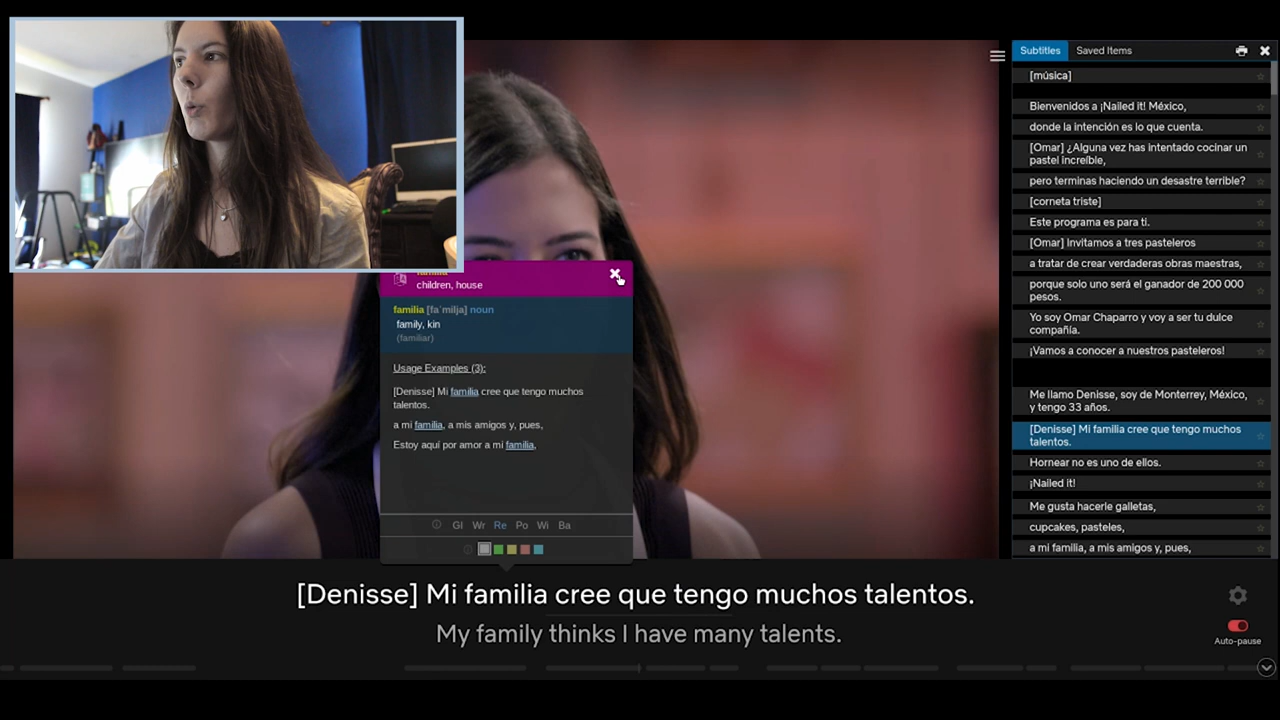 Subtitles
Saved Items
[música]
Bienvenidos a ¡Nailed it! México,
donde la intención es lo que cuenta.
[Omar] ¿Alguna vez has intentado cocinar un
pastel increíble,
pero terminas haciendo un desastre terrible?
[corneta triste]
Este programa es para ti.
[Omar] Invitamos a tres pasteleros
a tratar de crear verdaderas obras maestras,
porque solo uno será el ganador de 200 000
pesos.
Yo soy Omar Chaparro y voy a ser tu dulce
compañía.
¡Vamos a conocer a nuestros pasteleros!
Me llamo Denisse, soy de Monterrey, México,
y tengo 33 años.
[Denisse] Mi familia cree que tengo muchos
talentos.
Hornear no es uno de ellos.
¡Nailed it!
Me gusta hacerle galletas,
cupcakes, pasteles,
a mi familia, a mis amigos y, pues,
children, house
familia [faˈmilja] noun
family, kin
(familiar)
Usage Examples (3):
[Denisse] Mi familia cree que tengo muchos
talentos.
a mi familia, a mis amigos y, pues,
Estoy aquí por amor a mi familia,
Gl Wr Re Po Wi Ba
[Denisse] Mi familia cree que tengo muchos talentos.
My family thinks I have many talents.
Auto-pause